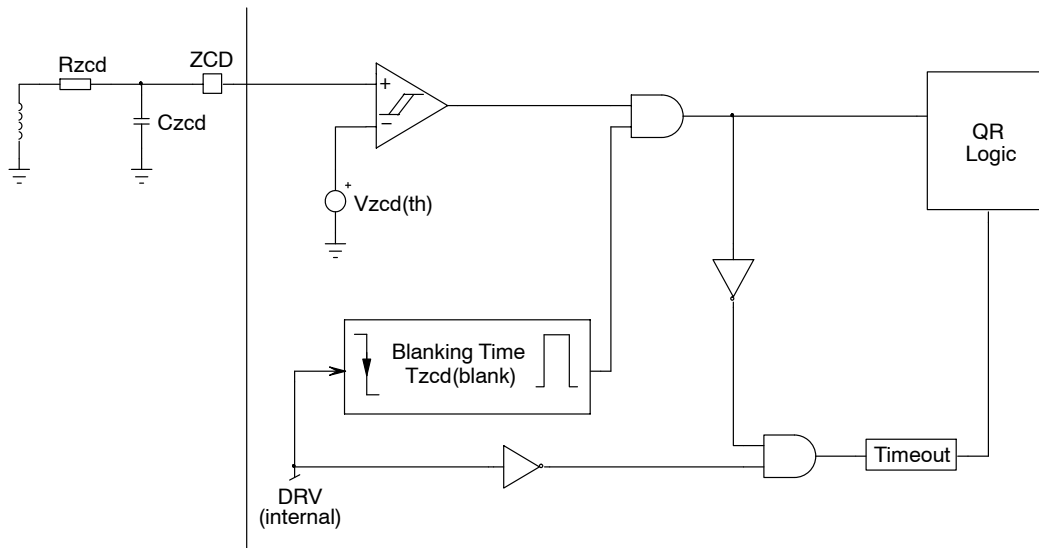 Rzcd
ZCD
Czcd
+
−
+
Vzcd(th)
QR
Logic
Blanking Time
Tzcd(blank)
DRV
(internal)
Timeout